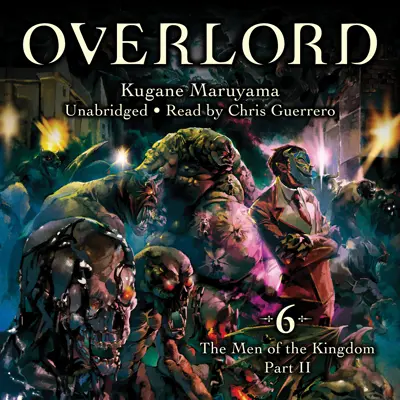 OVERLORD
Kugane Maruyama
Unabridged • Read by Chris Guerrero
6
The Men of the Kingdom
Part II